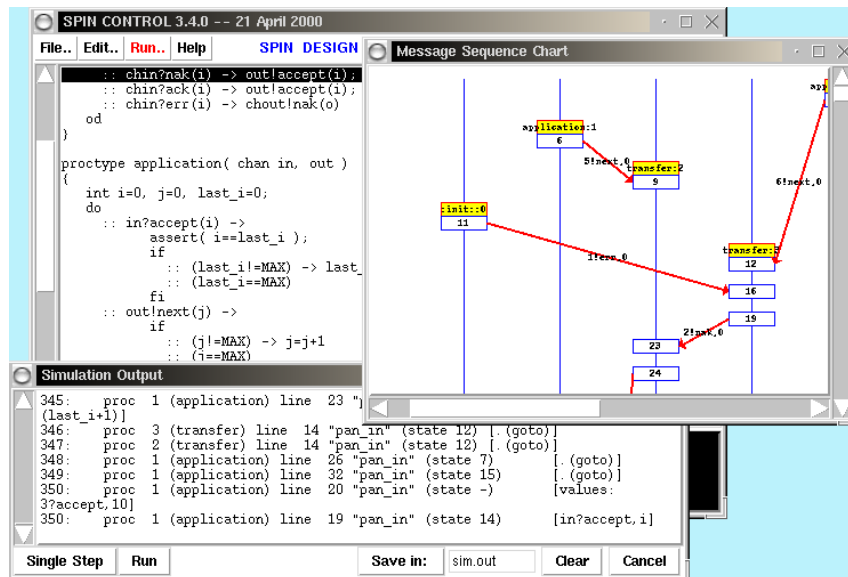 SPIN CONTROL 3.4.0 -- 21 April 2000
File.. Edit.. Run.. Help SPIN DESIGN
:: chin?nak(i) -> out!accept(i);
:: chin?ack(i) -> out!accept(i);
:: chin?err(i) -> chout!nak(o)
od
}
proctype application( chan in, out )
{
int i=0, j=0, last_i=0;
do
:: in?accept(i) ->
assert( i==last_i );
if
:: (last_i!=MAX) -> last_
:: (last_i==MAX)
fi
:: out!next(j) ->
if
:: (j!=MAX) -> j=j+1
:: (j==MAX)
Message Sequence Chart
application:1
6
5!next,0
transfer:2
9
6!next,0
:init::0
11
1!err,0
transfer:3
12
16
19
2!nak,0
23
24
Simulation Output
345: proc 1 (application) line 23
(last_i+1)]
346: proc 3 (transfer) line 14 "pan_in" (state 12) [.(goto)]
347: proc 2 (transfer) line 14 "pan_in" (state 12) [.(goto)]
348: proc 1 (application) line 26 "pan_in" (state 7) [.(goto)]
349: proc 1 (application) line 32 "pan_in" (state 15) [.(goto)]
350: proc 1 (application) line 20 "pan_in" (state -) [values:
3?accept,10]
350: proc 1 (application) line 19 "pan_in" (state 14) [in?accept,i]
Single Step Run Save in: sim.out Clear Cancel